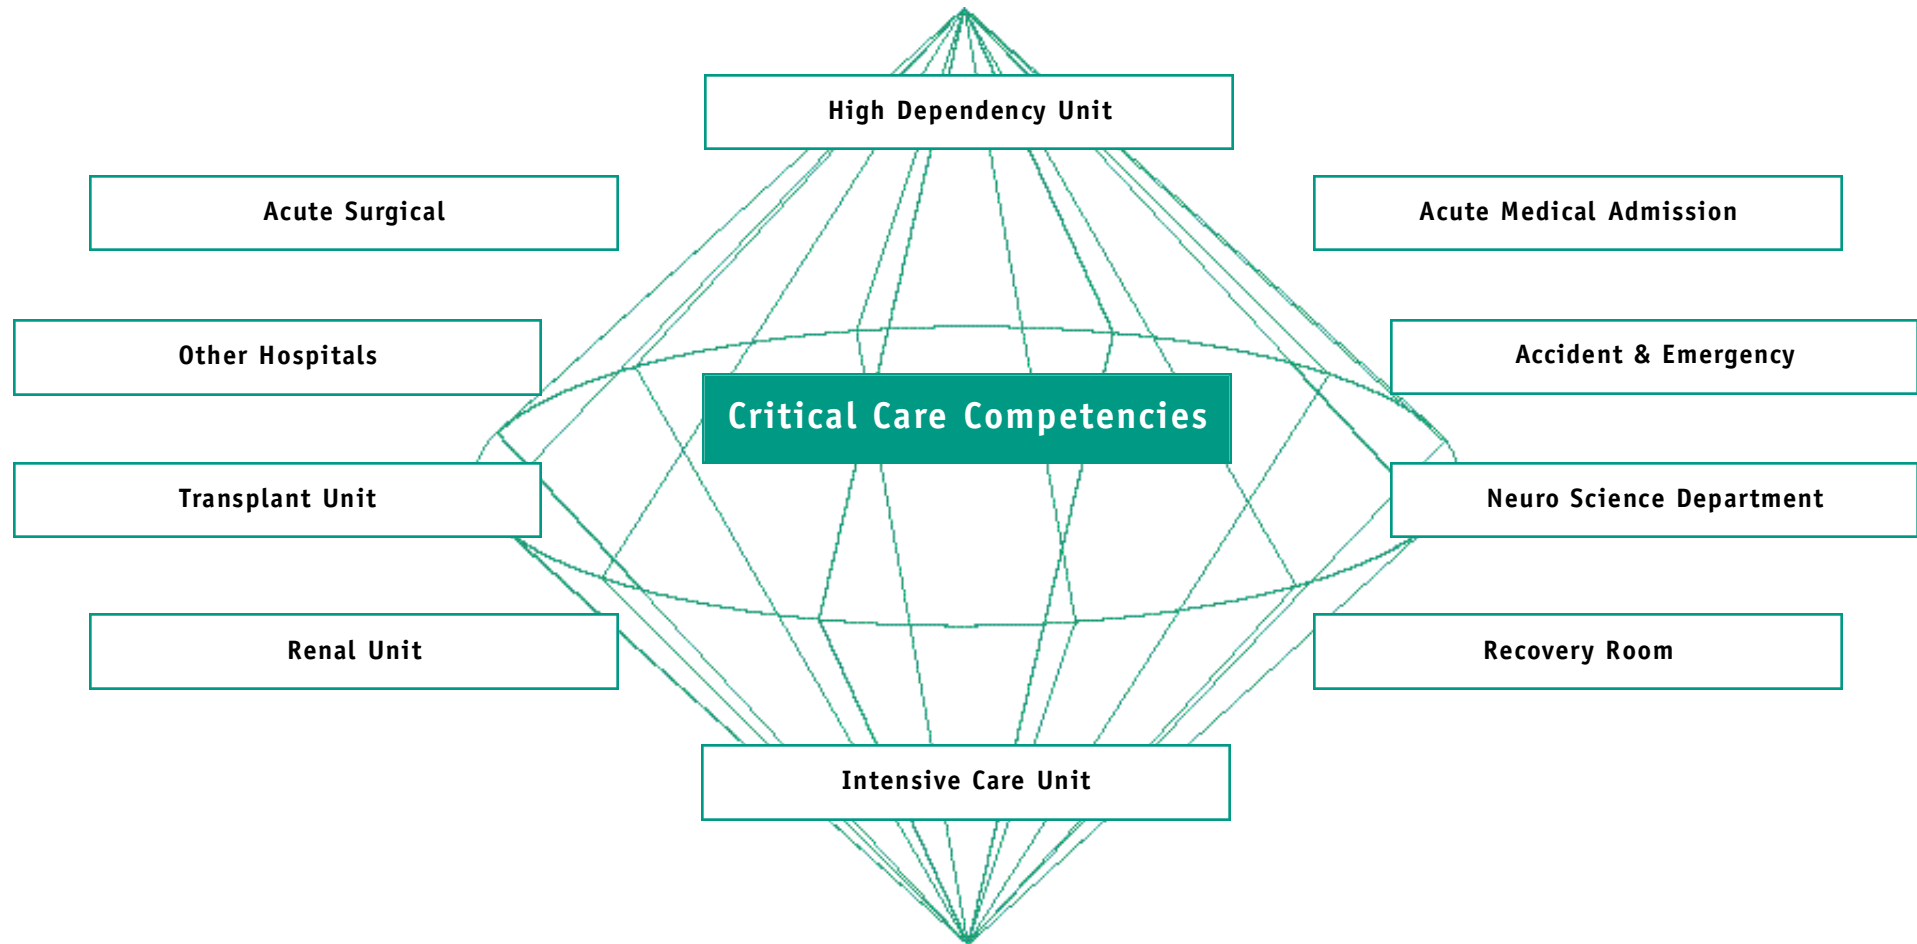 High Dependency Unit
Acute Surgical
Acute Medical Admission
Other Hospitals
Accident & Emergency
Critical Care Competencies
Transplant Unit
Neuro Science Department
Renal Unit
Recovery Room
Intensive Care Unit